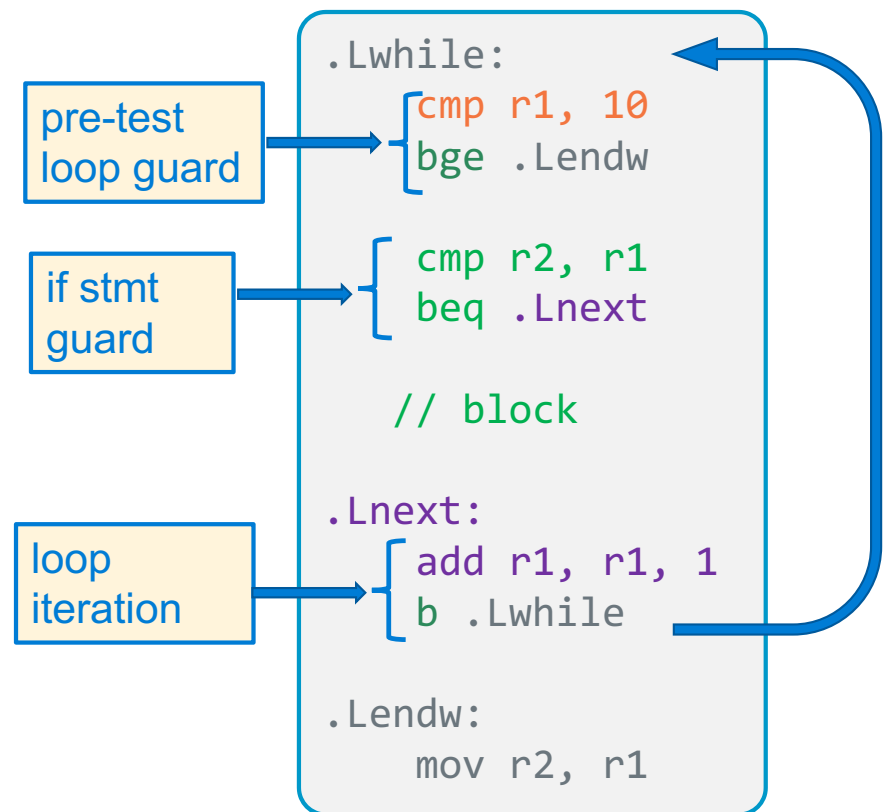 .Lwhile:
cmp r1, 10
bge .Lendw
pre-test
loop guard
cmp r2, r1
beq .Lnext
if stmt
guard
// block
.Lnext:
add r1, r1, 1
b .Lwhile
loop
iteration
.Lendw:
mov r2, r1